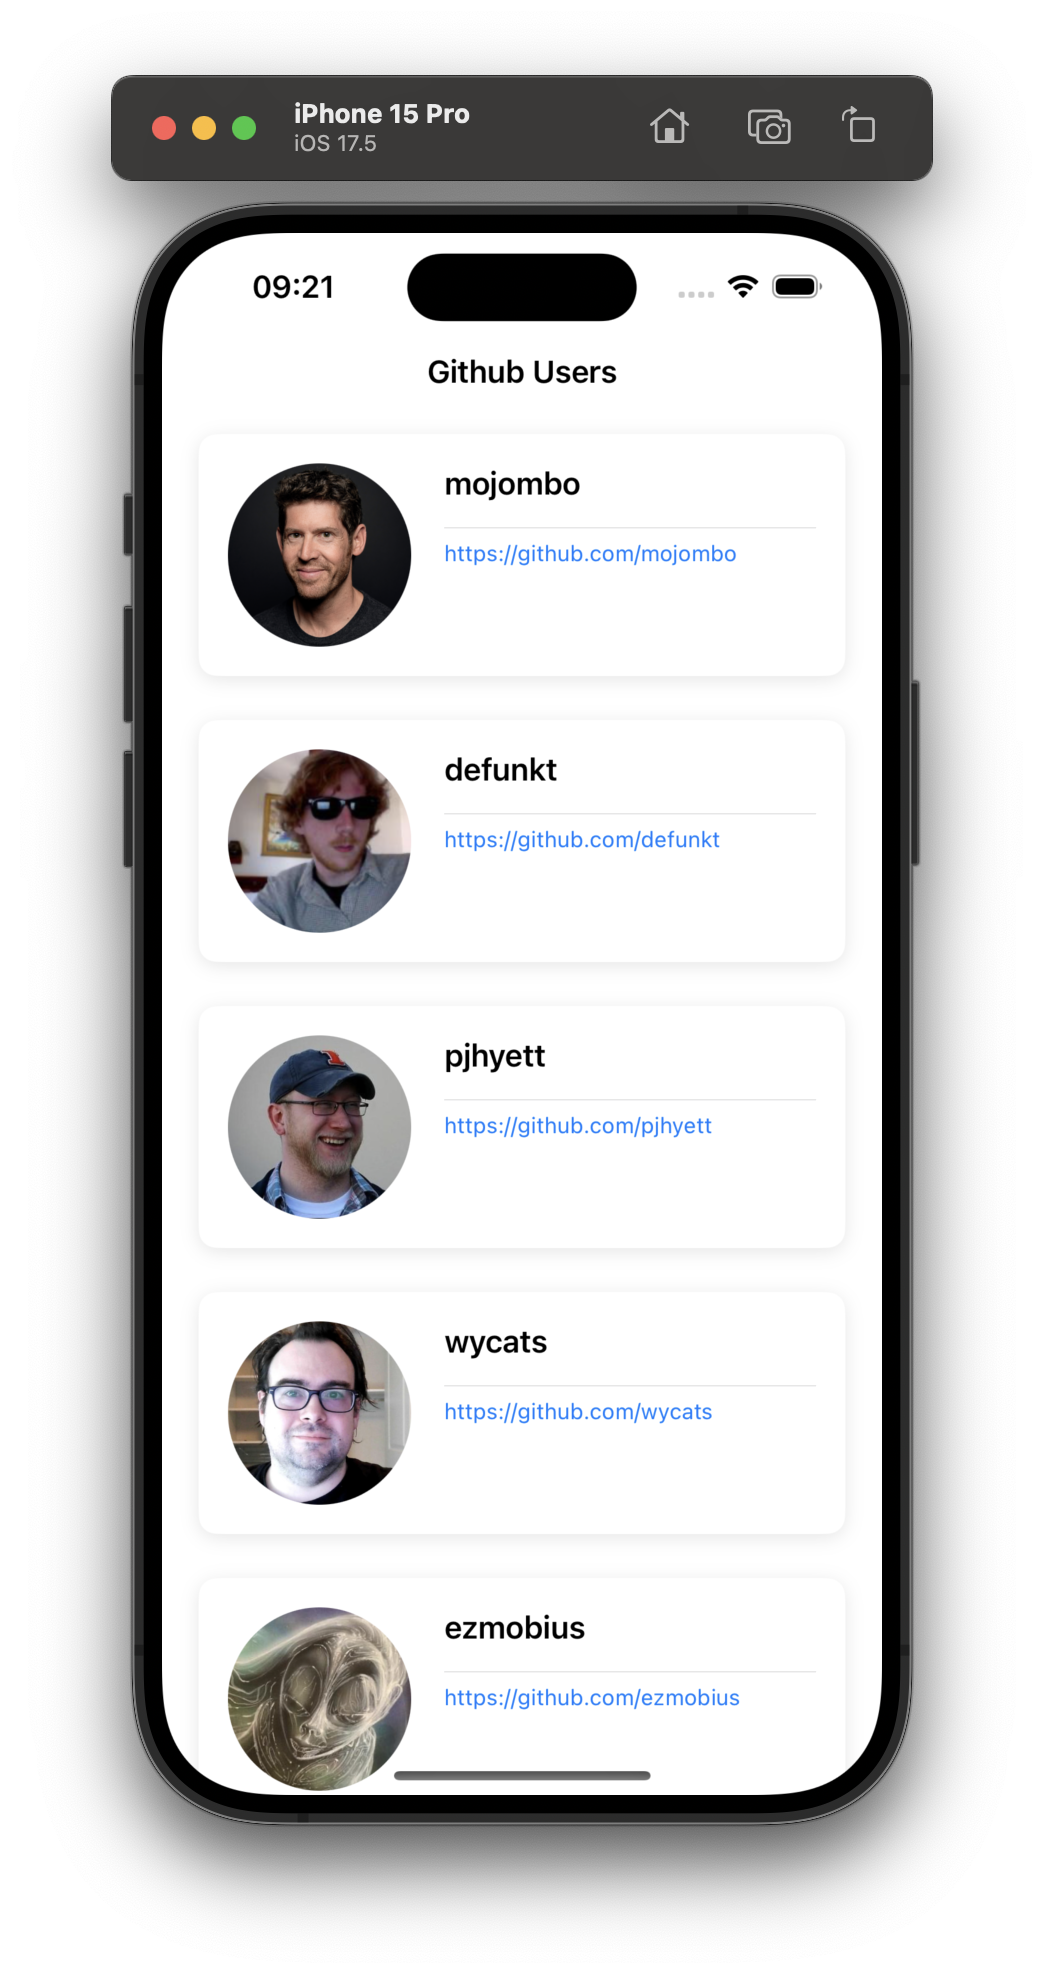 iPhone 15 Pro
iOS 17.5
09:21
Github Users
mojombo
https://github.com/mojombo
defunkt
https://github.com/defunkt
pjhyett
https://github.com/pjhyett
wycats
https://github.com/wycats
ezmobius
https://github.com/ezmobius